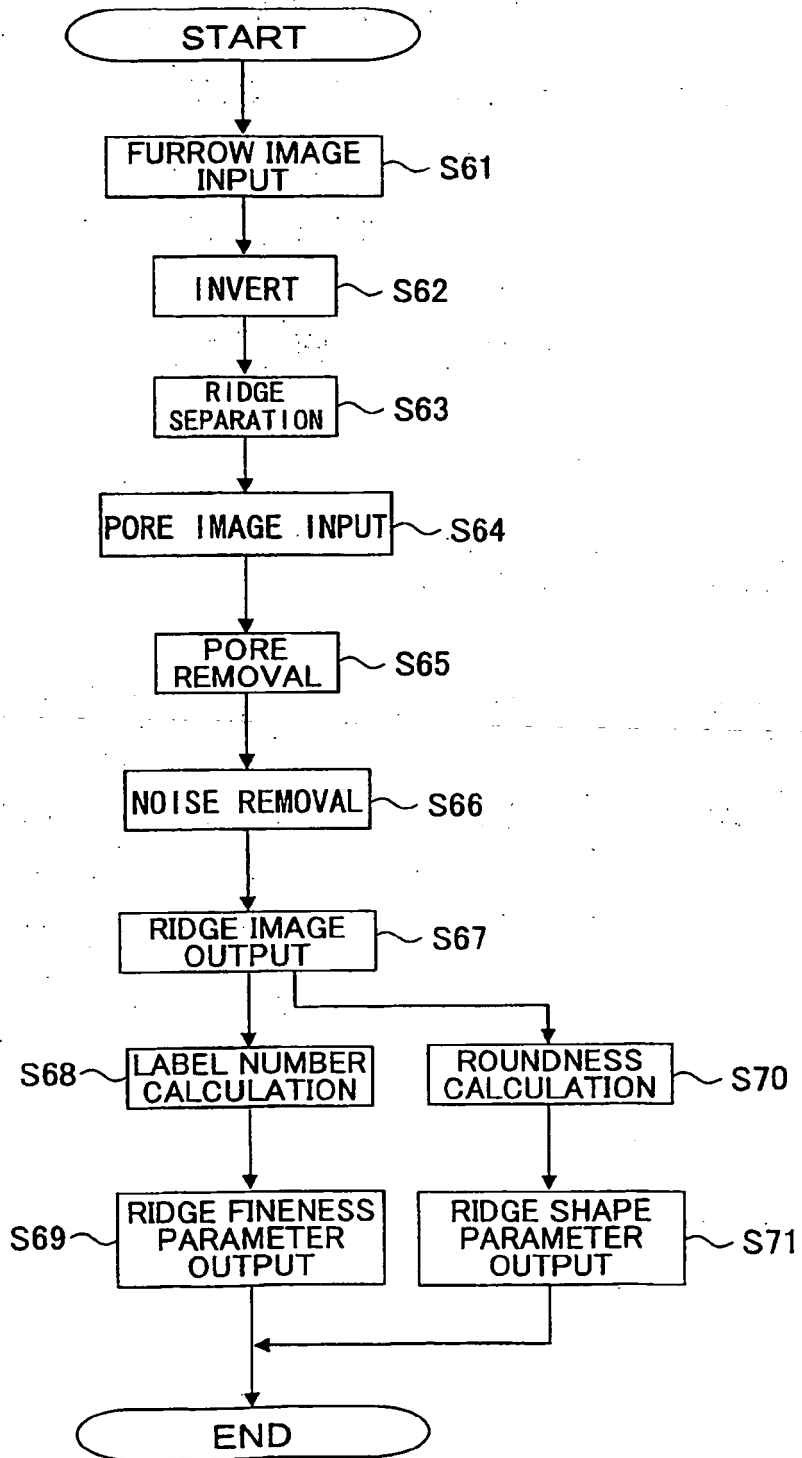 START
FURROW IMAGE
INPUT
S61
INVERT
S62
RIDGE
SEPARATION
S63
PORE IMAGE INPUT
S64
PORE
REMOVAL
S65
NOISE REMOVAL
S66
RIDGE IMAGE
OUTPUT
S67
S68
LABEL NUMBER
CALCULATION
ROUNDNESS
CALCULATION
S70
S69
RIDGE FINENESS
PARAMETER
OUTPUT
RIDGE SHAPE
PARAMETER
OUTPUT
S71
END